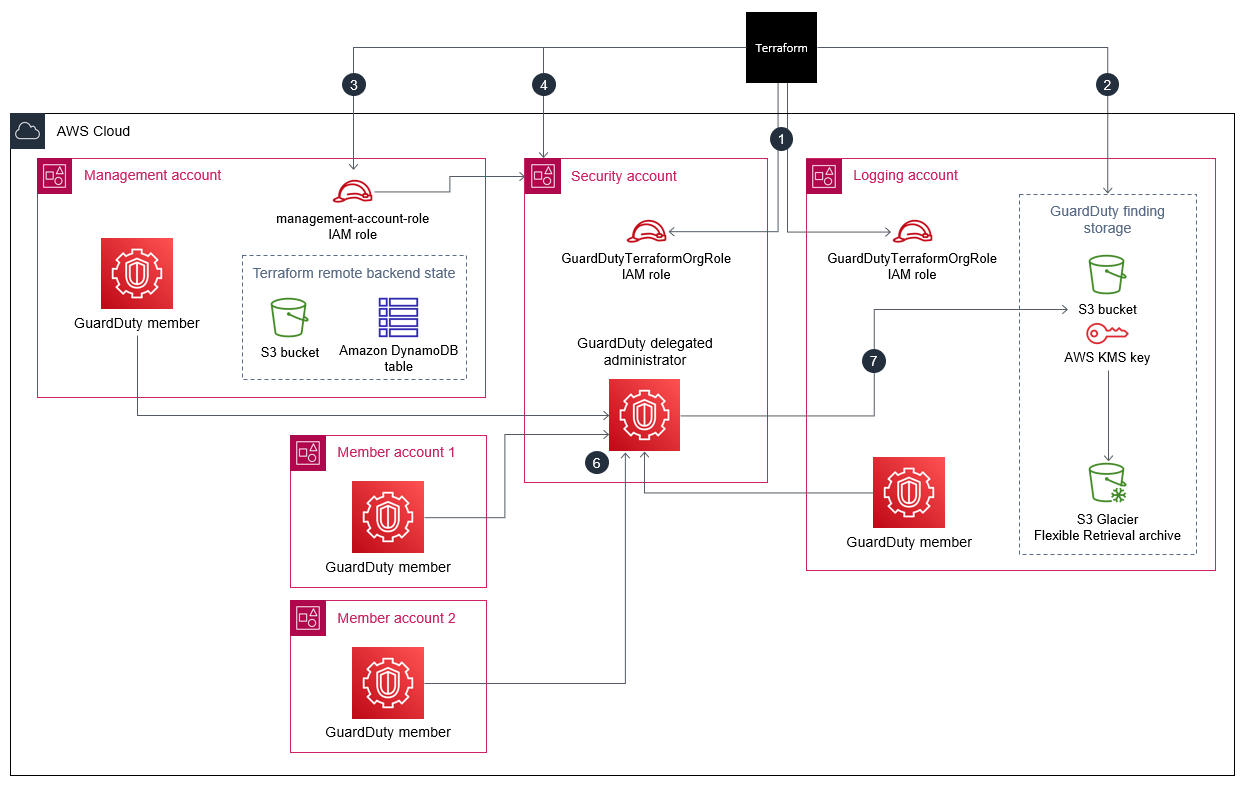 Terraform
3
4
2
1
AWS Cloud
Management account
management-account-role
IAM role
GuardDuty member
Terraform remote backend state
S3 bucket
Amazon DynamoDB
table
Security account
GuardDutyTerraformOrgRole
IAM role
GuardDuty delegated
administrator
6
Logging account
GuardDutyTerraformOrgRole
IAM role
GuardDuty finding
storage
S3 bucket
AWS KMS key
7
S3 Glacier
Flexible Retrieval archive
GuardDuty member
Member account 1
GuardDuty member
Member account 2
GuardDuty member